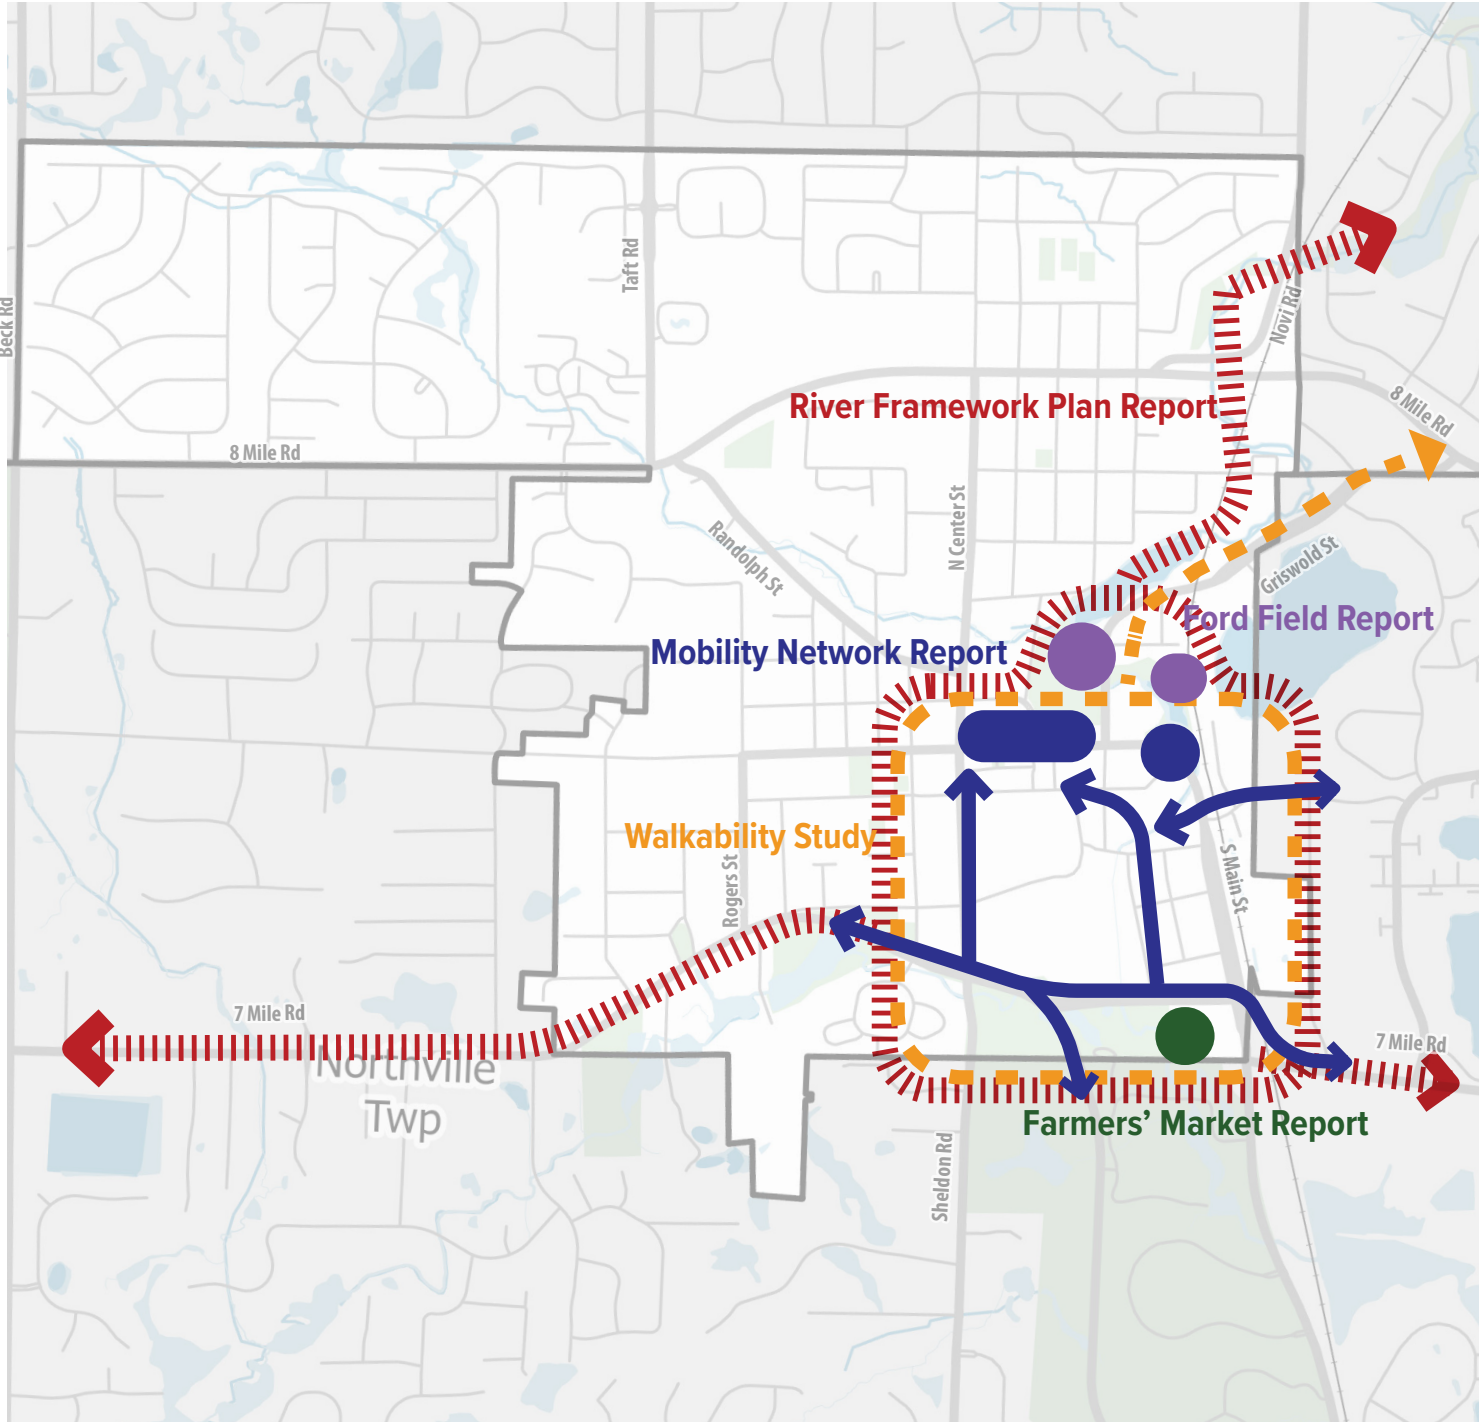 Taft Rd
Beck Rd
Novi Rd
River Framework Plan Report
8 Mile Rd
8 Mile Rd
N Center St
Randolph St
Griswold St
Ford Field Report
Mobility Network Report
Walkability Study
Rogers St
S Main St
7 Mile Rd
7 Mile Rd
Northville
Twp
Farmers' Market Report
Sheldon Rd